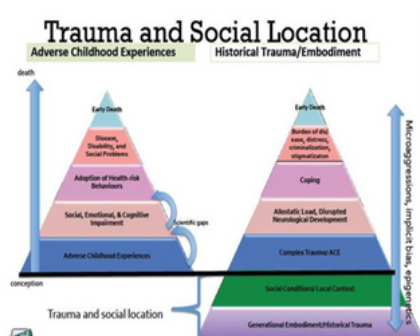 Trauma and Social Location
Adverse Childhood Experiences
Historical Trauma/Embodiment
death
Early Death
Disease,
Disability, and
Social Problems
Adoption of Health-risk
Behaviours
Social, Emotional, & Cognitive
Impairment
Scientific gaps
Adverse Childhood Experiences
conception
Trauma and social location
Early Death
Burden of dis/
ease, distress,
criminalization,
stigmatization
Coping
Allostatic Load, Disrupted
Neurological Development
Complex Trauma/ ACE
Social Conditions/ Local Context
Generational Embodiment/Historical Trauma
Microaggressions, implicit bias, epigenetics